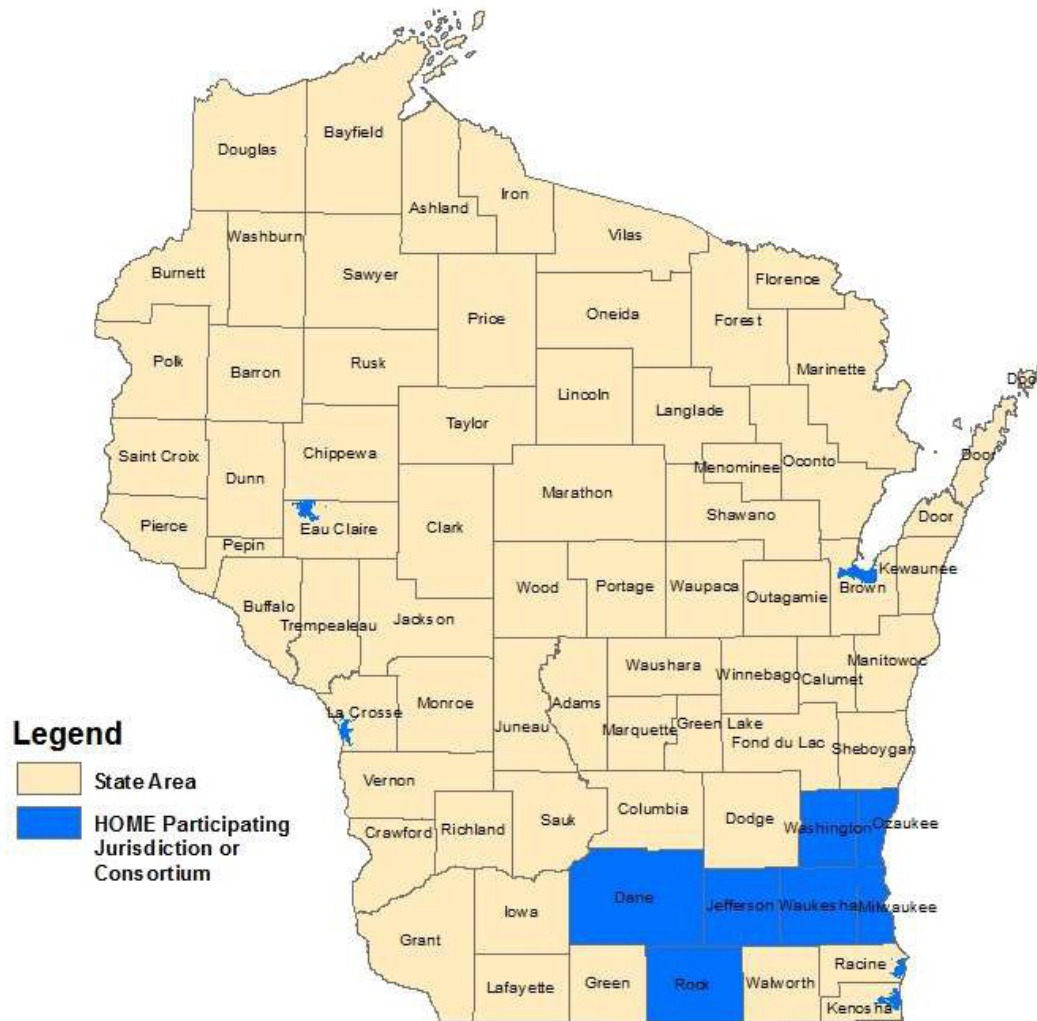 Bayfield
Douglas
Iron
Ashland
Vilas
Washburn
Burnett
Sawyer
Florence
Price
Oneida
Forest
Polk
Rusk
Barron
Marinette
Door
Lincoln
Langlade
Taylor
Saint Croix
Chippewa
Door
Dunn
Menominee
Oconto
Marathon
Shawano
Door
Pierce
Eau Claire
Clark
Pepin
Kewaunee
Wood
Portage
Waupaca
Outagamie
Brown
Buffalo
Trempealeau
Jackson
Waushara
Winnebago
Manitowoc
Calumet
La Crosse
Monroe
Juneau
Adams
Marquette
Green Lake
Fond du Lac
Sheboygan
Legend
State Area
HOME Participating
Jurisdiction or
Consortium
Vernon
Columbia
Dodge
Sauk
Crawford
Richland
Washington
Ozaukee
Dane
Jefferson
Waukesha
Milwaukee
Iowa
Grant
Lafayette
Green
Rock
Walworth
Racine
Kenosha